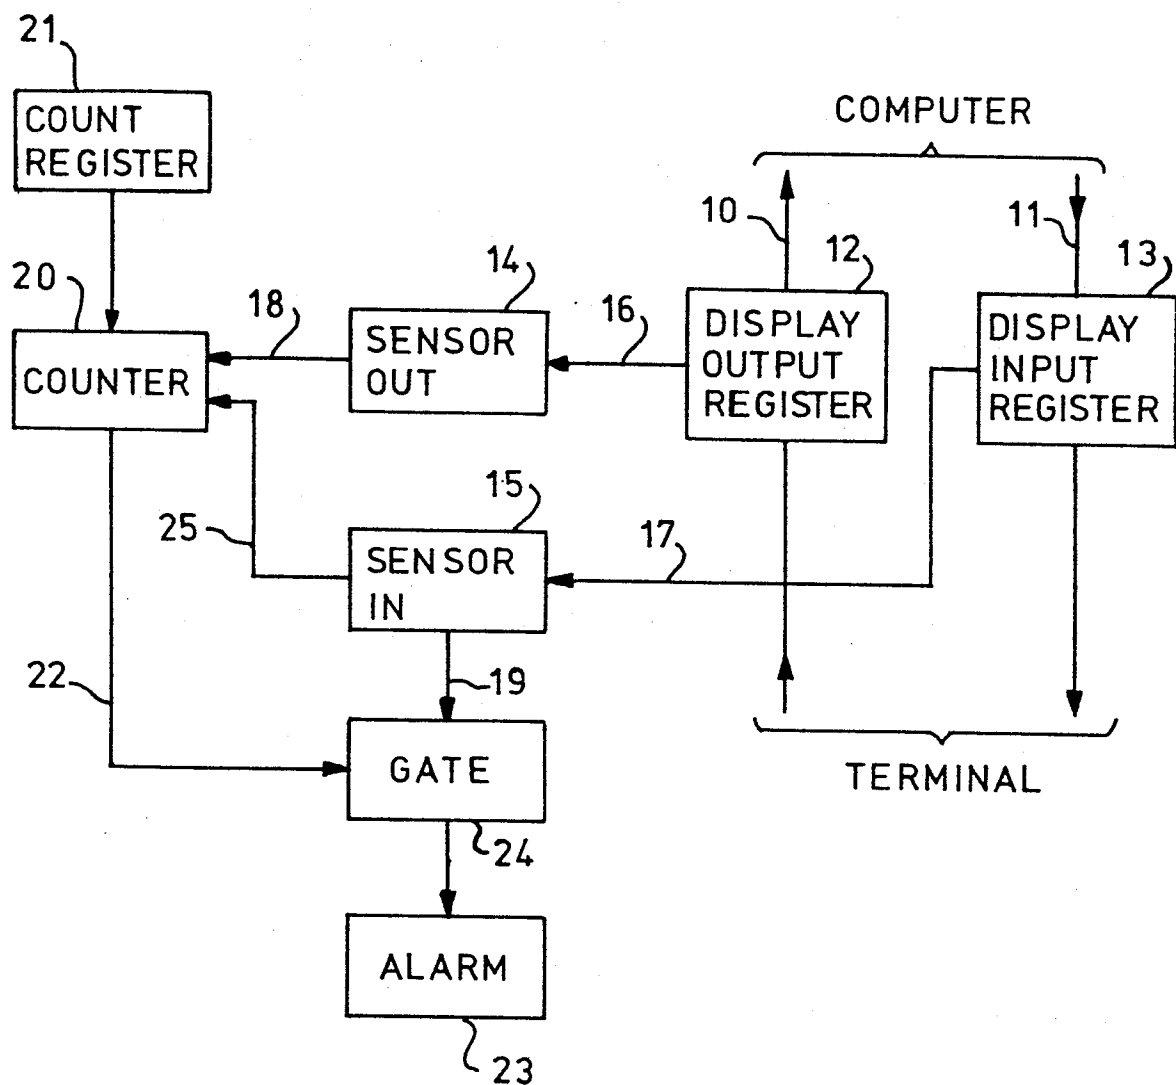 21
COUNT
REGISTER
COMPUTER
10
11
12
13
20
18
14
16
COUNTER
SENSOR
OUT
DISPLAY
OUTPUT
REGISTER
DISPLAY
INPUT
REGISTER
15
25
17
SENSOR
IN
22
19
GATE
TERMINAL
24
ALARM
23